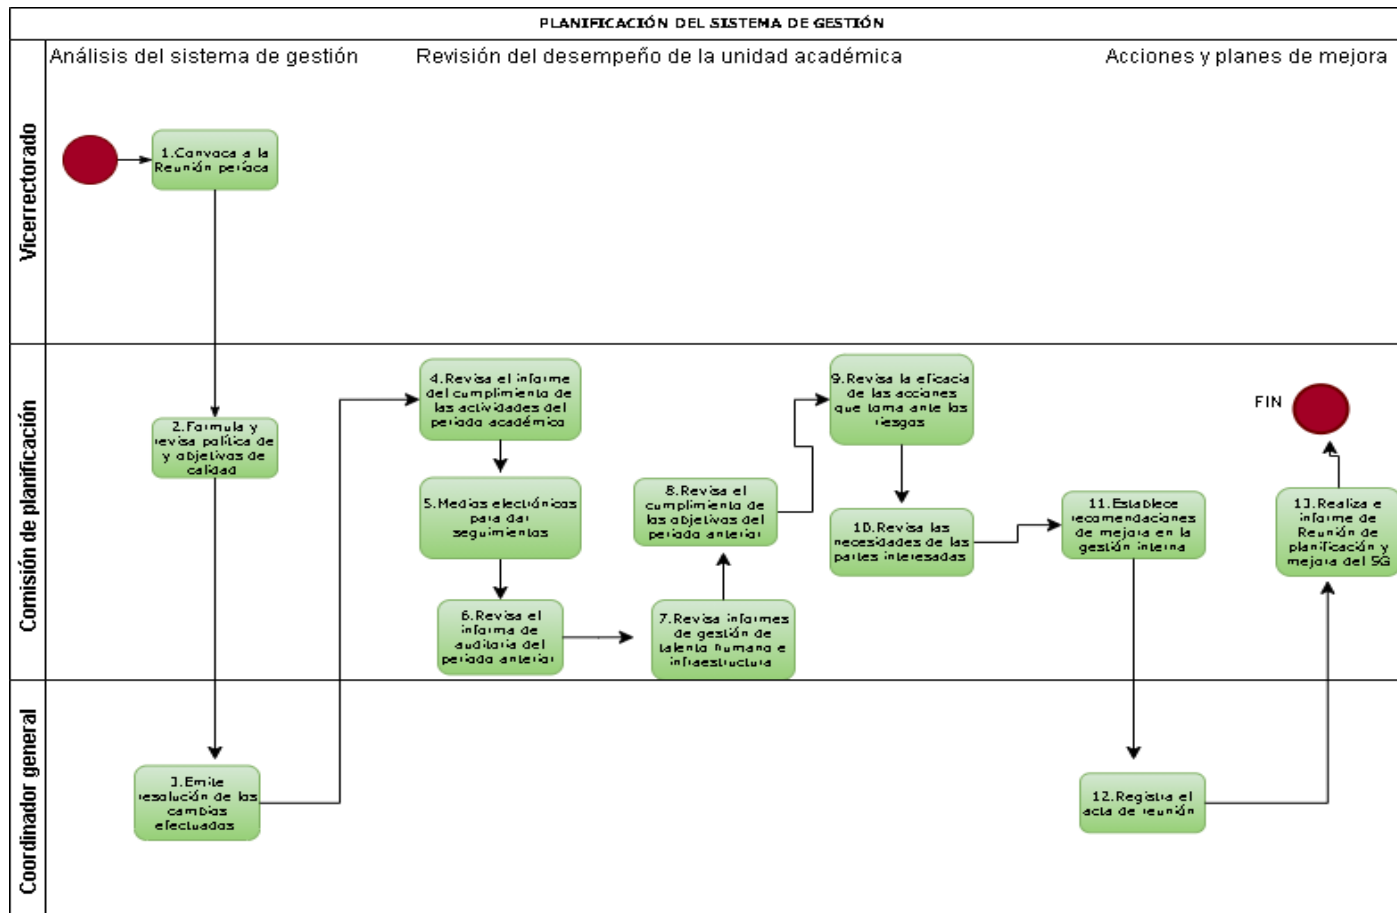 PLANIFICACIÓN DEL SISTEMA DE GESTIÓN
Análisis del sistema de gestión
Revisión del desempeño de la unidad académica
Acciones y planes de mejora
Vicerrectorado
1.Convoca a la
Reunión períoca
Comisión de planificación
2.Formula y
revisa política de
y objetivos de
calidad
4.Revisa el informe
del cumplimiento de
las actividades del
periodo académico
5.Medios electrónicos
para dar
seguimientos
6.Revisa el
informa de
auditoria del
periodo anterior
7.Revisa informes
de gestión de
talento humano e
infraestructura
8.Revisa el
cumplimiento de
los objetivos del
periodo anterior
9.Revisa la eficacia
de las acciones
que toma ante los
riesgos
10.Revisa las
necesidades de las
partes interesadas
11.Establece
recomendaciones
de mejora en la
gestión interna
FIN
13.Realiza e
informe de
Reunión de
planificación y
mejora del SG
Coordinador general
3.Emite
resolución de los
cambios
efectuados
12.Registra el
acta de reunión